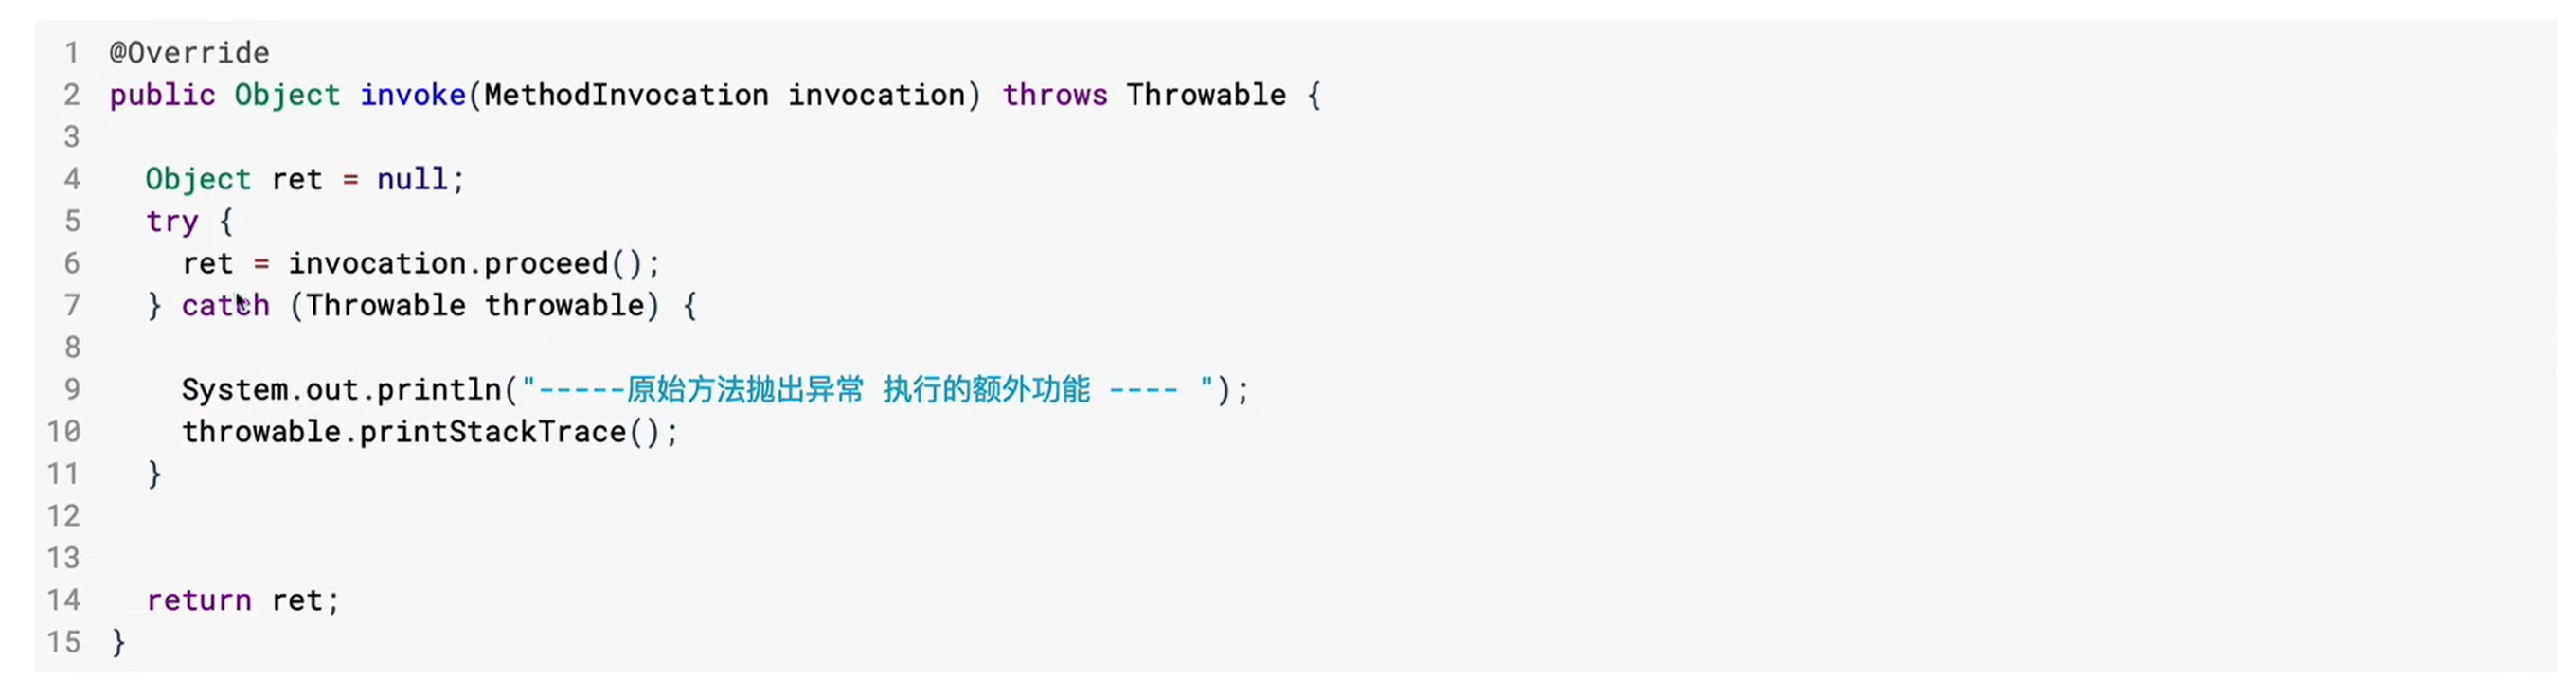 1 @Override
2 public Object invoke(MethodInvocation invocation) throws Throwable {
3
4 Object ret = null;
5 try {
6 ret = invocation.proceed();
7 } catch (Throwable throwable) {
8
9 System.out.println("-----原始方法抛出异常 执行的额外功能 ---- ");
10 throwable.printStackTrace();
11 }
12
13
14 return ret;
15 }